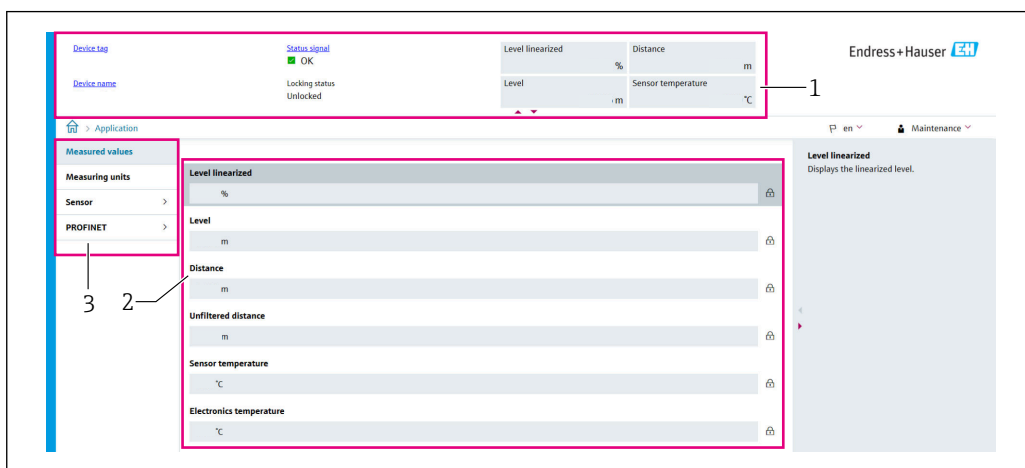 Device tag
Status signal
OK
Level linearized
%
Distance
m
Endress+Hauser EH
Device name
Locking status
Unlocked
Level
m
Sensor temperature
°C
1
> Application
en
Maintenance
Measured values
Measuring units
Sensor >
PROFINET >
3
2
Level linearized
%
Level
m
Distance
m
Unfiltered distance
m
Sensor temperature
°C
Electronics temperature
°C
Level linearized
Displays the linearized level.